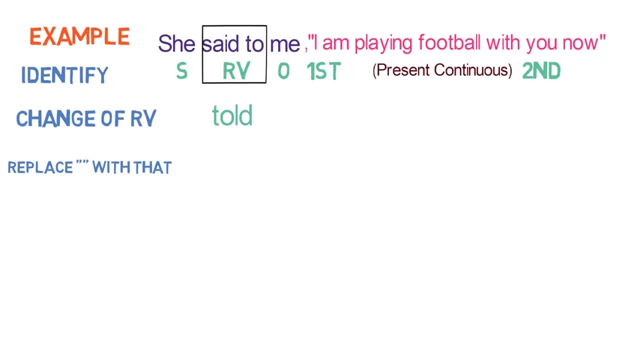 EXAMPLE She said to me ,"I am playing football with you now"
IDENTIFY S RV O 1ST (Present Continuous) 2ND
CHANGE OF RV told
REPLACE "" WITH THAT